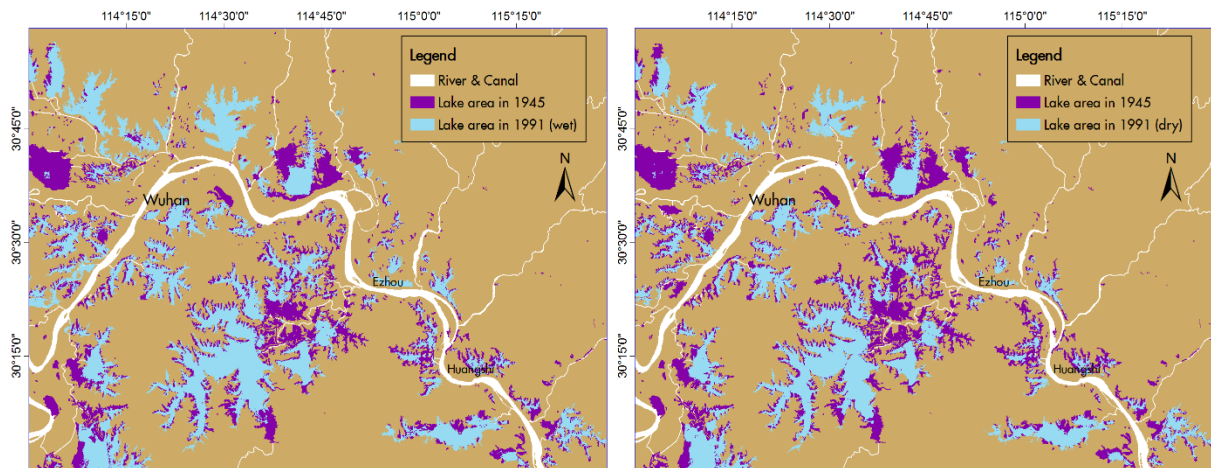 114°15'0" 114°30'0" 114°45'0" 115°0'0" 115°15'0"
Legend
River & Canal
Lake area in 1945
Lake area in 1991 (wet)
N
30°45'0"
30°30'0"
30°15'0"
Wuhan
Ezhou
Huangshi
114°15'0" 114°30'0" 114°45'0" 115°0'0" 115°15'0"
Legend
River & Canal
Lake area in 1945
Lake area in 1991 (dry)
N
30°45'0"
30°30'0"
30°15'0"
Wuhan
Ezhou
Huangshi